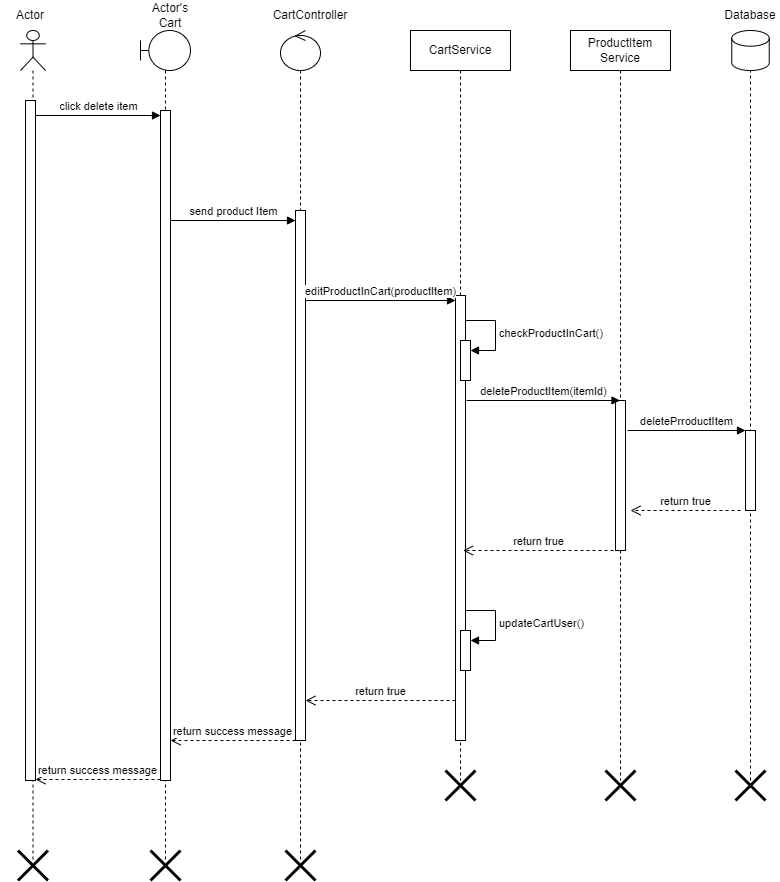 Actor
Actor's
Cart
CartController
CartService
ProductItem
Service
Database
click delete item
send product Item
editProductInCart(productItem)
checkProductInCart()
deleteProductItem(itemId)
deletePrroductItem
return true
return true
updateCartUser()
return true
return success message
return success message